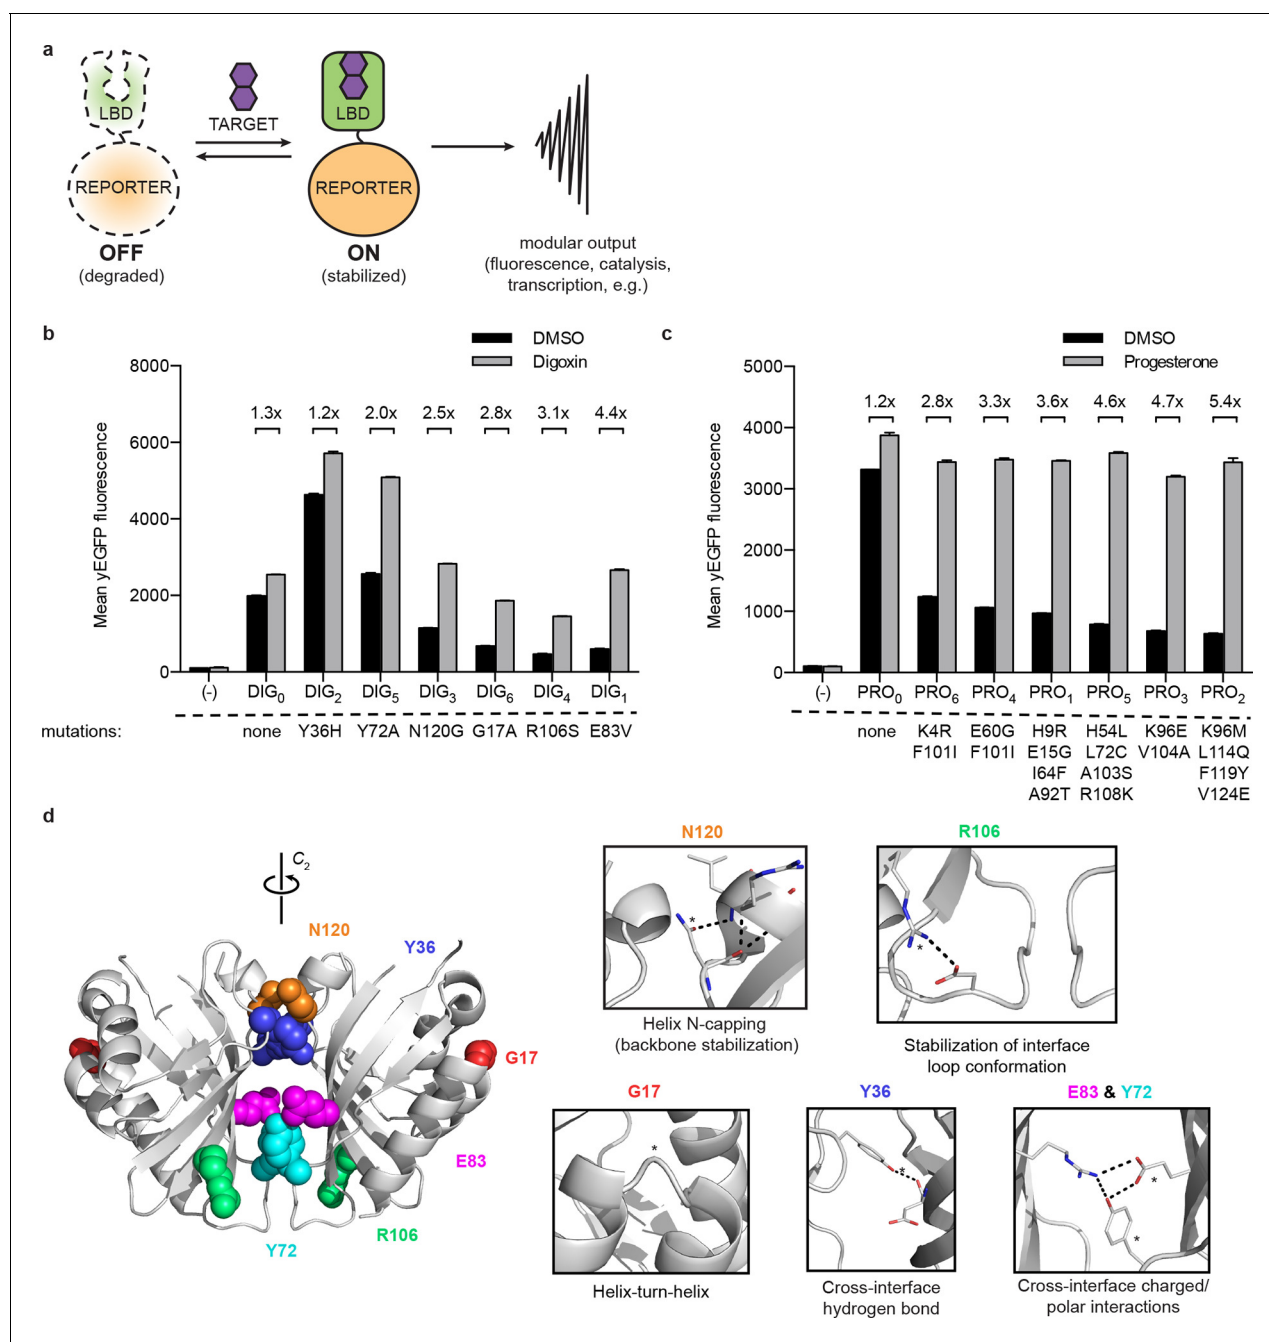 a
LBD
TARGET
LBD
REPORTER
REPORTER
OFF
(degraded)
ON
(stabilized)
modular output
(fluorescence, catalysis,
transcription, e.g.)
b
DMSO
Digoxin
8000
6000
4000
2000
0
Mean yEGFP fluorescence
1.3x 1.2x 2.0x 2.5x 2.8x 3.1x 4.4x
(-) DIG0 DIG2 DIG5 DIG3 DIG6 DIG4 DIG1
mutations: none Y36H Y72A N120G G17A R106S E83V
c
DMSO
Progesterone
5000
4000
3000
2000
1000
0
Mean yEGFP fluorescence
1.2x 2.8x 3.3x 3.6x 4.6x 4.7x 5.4x
(-) PRO0 PRO6 PRO4 PRO1 PRO5 PRO3 PRO2
none K4R E60G H9R H54L K96E K96M
F101I F101I E15G L72C V104A L114Q
I64F A103S F119Y
A92T R108K V124E
d
C2
N120
Y36
G17
E83
R106
Y72
N120
*
Helix N-capping
(backbone stabilization)
R106
*
Stabilization of interface
loop conformation
G17
*
Helix-turn-helix
Y36
*
Cross-interface
hydrogen bond
E83 & Y72
*
*
Cross-interface charged/
polar interactions